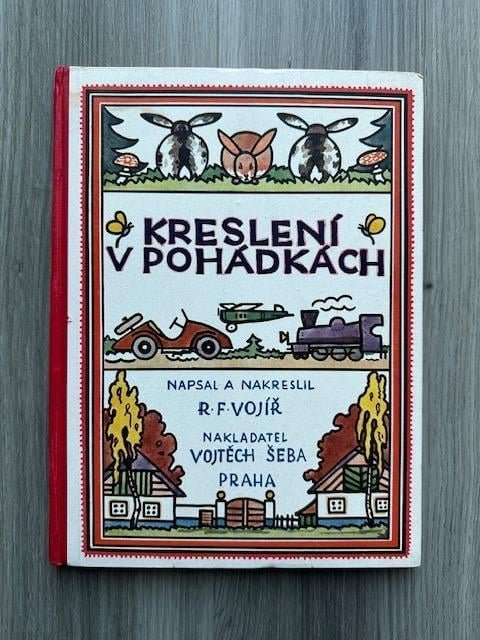 KRESLENÍ
V POHÁDKÁCH
NAPSAL A NAKRESLIL
R·F·VOJÍŘ
NAKLADATEL
VOJTĚCH ŠEBA
PRAHA